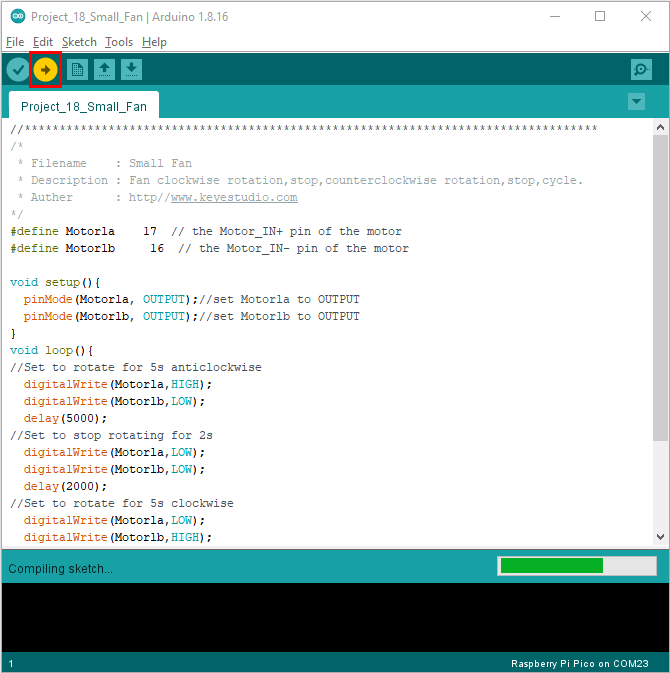 Project_18_Small_Fan | Arduino 1.8.16
File Edit Sketch Tools Help
Project_18_Small_Fan
//**********************************************************************************
/*
 * Filename    : Small Fan
 * Description : Fan clockwise rotation,stop,counterclockwise rotation,stop,cycle.
 * Auther      : http//www.keyestudio.com
*/
#define Motorla    17  // the Motor_IN+ pin of the motor
#define Motorlb     16  // the Motor_IN- pin of the motor
void setup(){
  pinMode(Motorla, OUTPUT);//set Motorla to OUTPUT
  pinMode(Motorlb, OUTPUT);//set Motorlb to OUTPUT
}
void loop(){
//Set to rotate for 5s anticlockwise
  digitalWrite(Motorla,HIGH);
  digitalWrite(Motorlb,LOW);
  delay(5000);
//Set to stop rotating for 2s
  digitalWrite(Motorla,LOW);
  digitalWrite(Motorlb,LOW);
  delay(2000);
//Set to rotate for 5s clockwise
  digitalWrite(Motorla,LOW);
  digitalWrite(Motorlb,HIGH);
Compiling sketch...
1 Raspberry Pi Pico on COM23